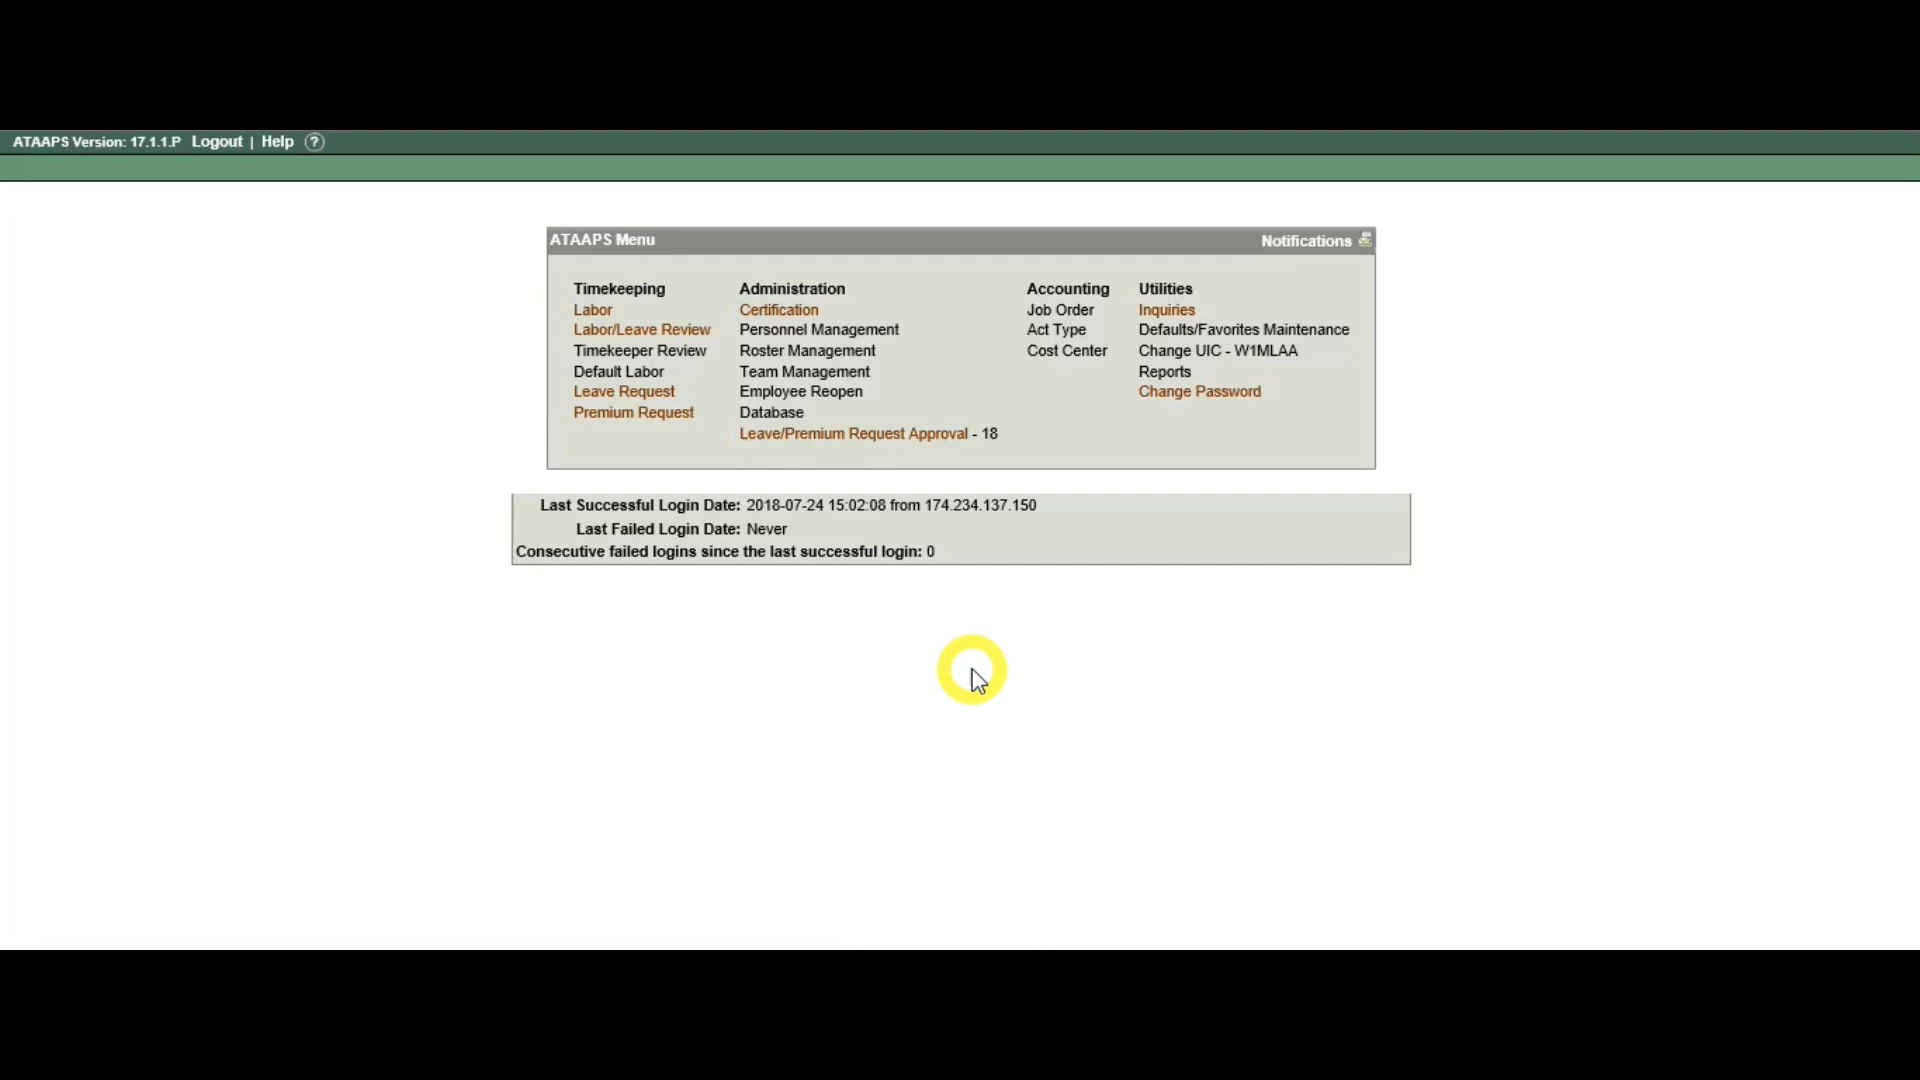 ATAAPS Version: 17.1.1.P Logout | Help ?
ATAAPS Menu Notifications
Timekeeping
Labor
Labor/Leave Review
Timekeeper Review
Default Labor
Leave Request
Premium Request
Administration
Certification
Personnel Management
Roster Management
Team Management
Employee Reopen
Database
Leave/Premium Request Approval - 18
Accounting
Job Order
Act Type
Cost Center
Utilities
Inquiries
Defaults/Favorites Maintenance
Change UIC - W1MLAA
Reports
Change Password
Last Successful Login Date: 2018-07-24 15:02:08 from 174.234.137.150
Last Failed Login Date: Never
Consecutive failed logins since the last successful login: 0